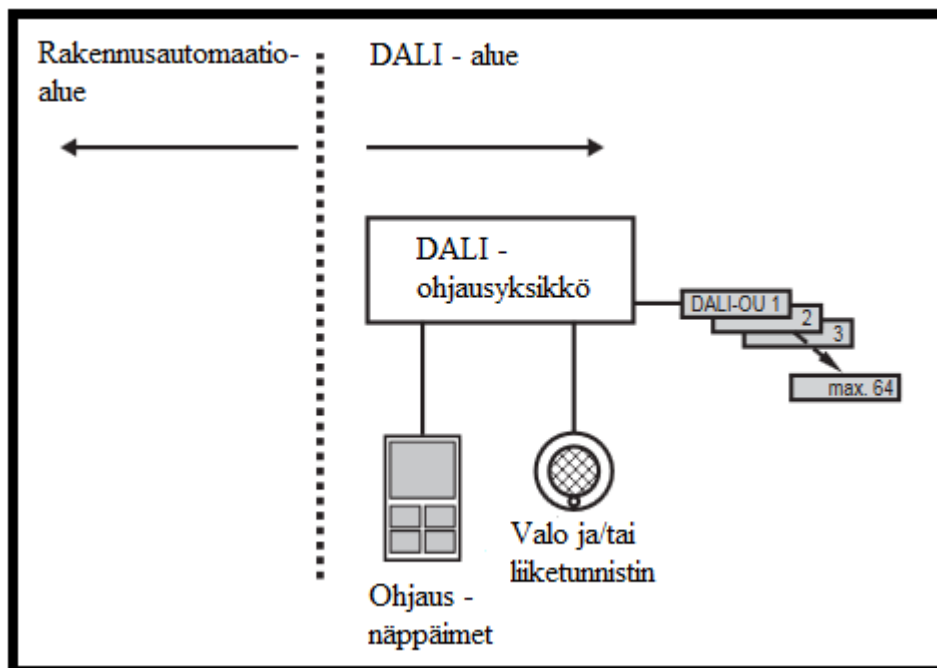 Rakennusautomaatio-
alue
DALI - alue
DALI -
ohjausyksikkö
DALI-OU 1
2
3
max. 64
Valo ja/tai
liiketunnistin
Ohjaus -
näppäimet